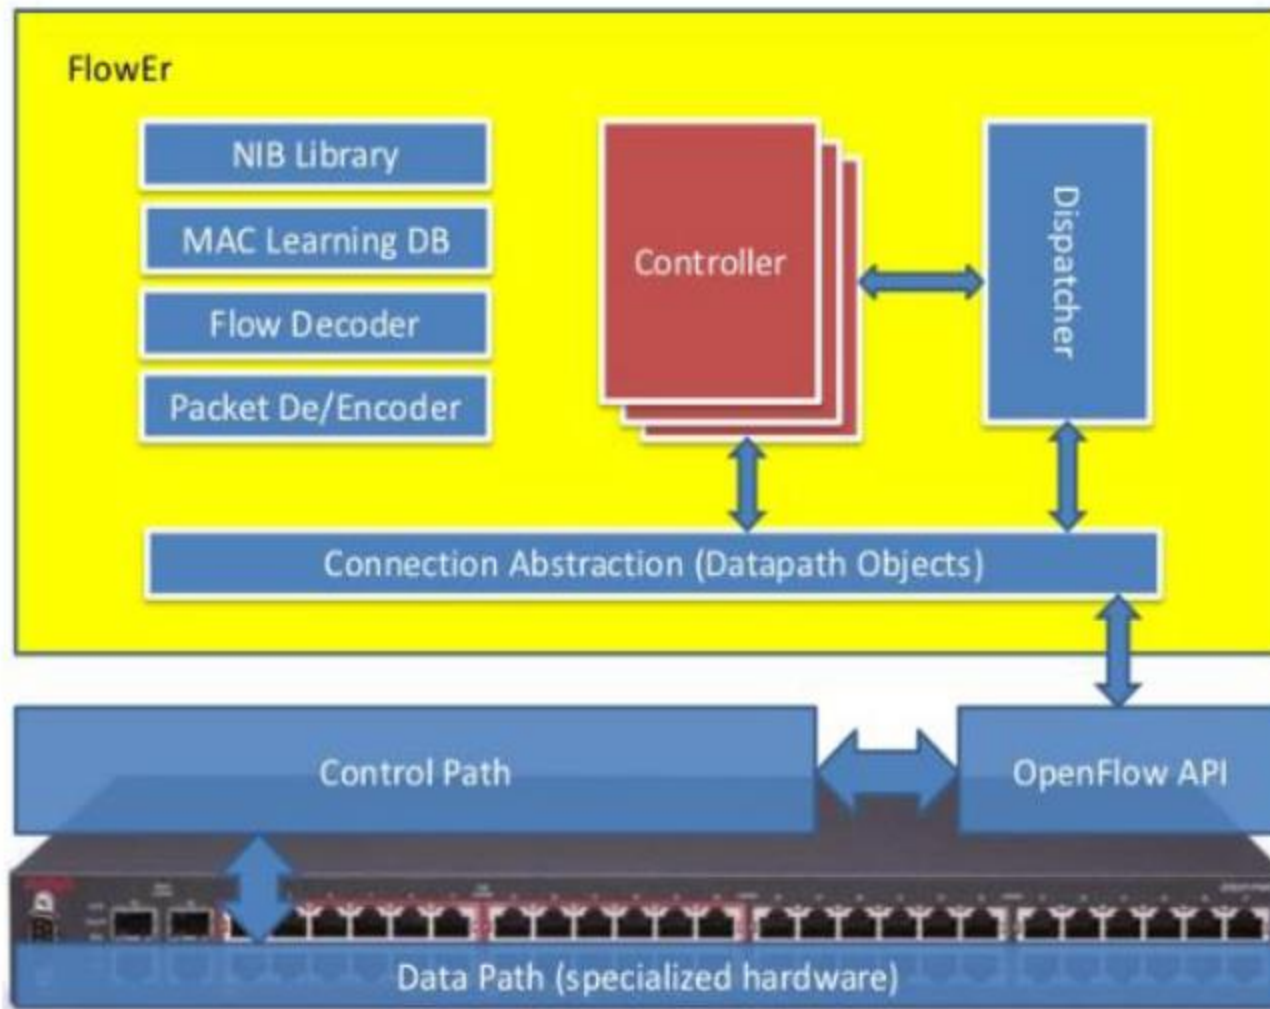 FlowEr
NIB Library
MAC Learning DB
Flow Decoder
Packet De/Encoder
Controller
Dispatcher
Connection Abstraction (Datapath Objects)
Control Path
OpenFlow API
Data Path (specialized hardware)